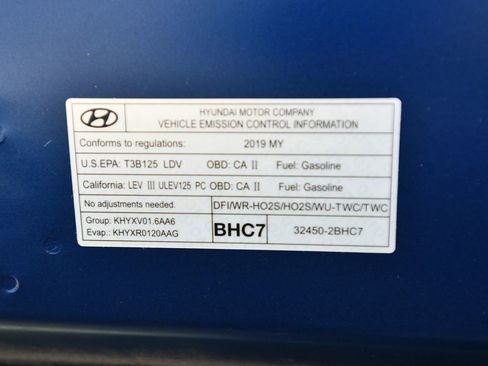 HYUNDAI MOTOR COMPANY
VEHICLE EMISSION CONTROL INFORMATION
Conforms to regulations: 2019 MY
U.S.EPA: T3B125 LDV OBD: CA II Fuel: Gasoline
California: LEV III ULEV125 PC OBD: CA II Fuel: Gasoline
No adjustments needed. DFI/WR-HO2S/HO2S/WU-TWC/TWC
Group: KHYXV01.6AA6
Evap.: KHYXR0120AAG
BHC7 32450-2BHC7